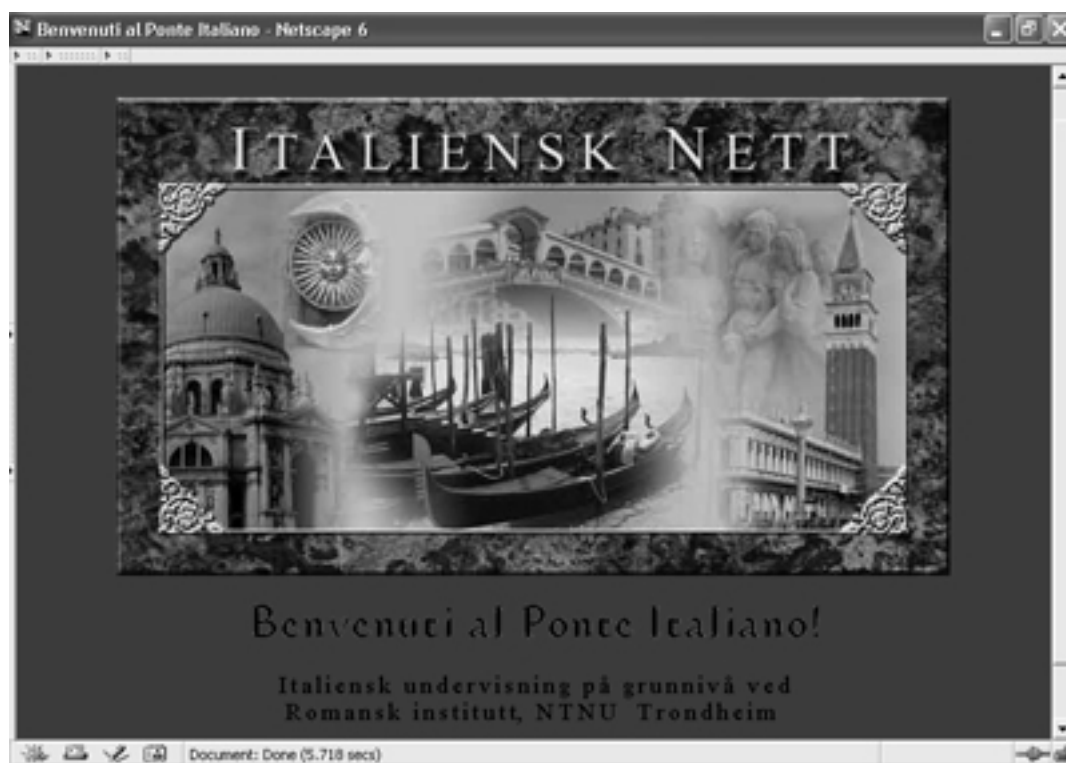 Benvenuti al Ponte Italiano - Netscape 6
ITALIENSK NETT
Benvenuti al Ponte Italiano!
Italiensk undervisning på grunnivå ved
Romansk institutt, NTNU Trondheim
Document: Done (5.718 secs)